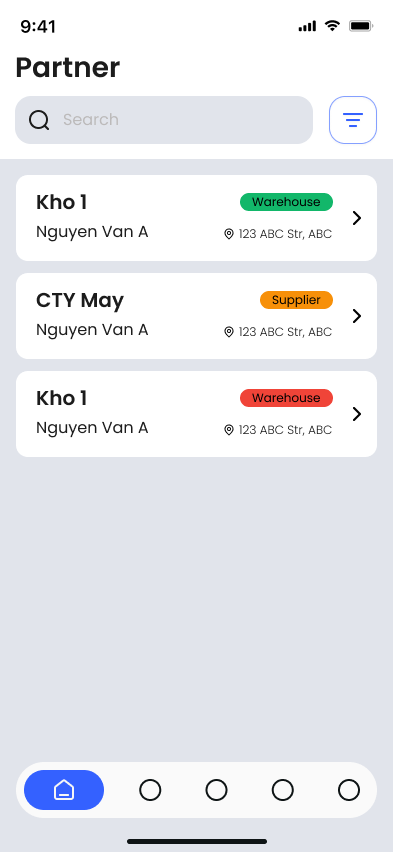 9:41
Partner
Search
Kho 1
Warehouse
Nguyen Van A
123 ABC Str, ABC
CTY May
Supplier
Nguyen Van A
123 ABC Str, ABC
Kho 1
Warehouse
Nguyen Van A
123 ABC Str, ABC